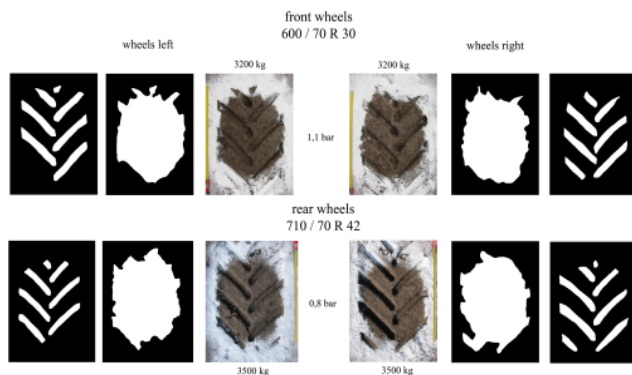 front wheels
600 / 70 R 30
wheels left
wheels right
3200 kg
3200 kg
1,1 bar
rear wheels
710 / 70 R 42
0,8 bar
3500 kg
3500 kg